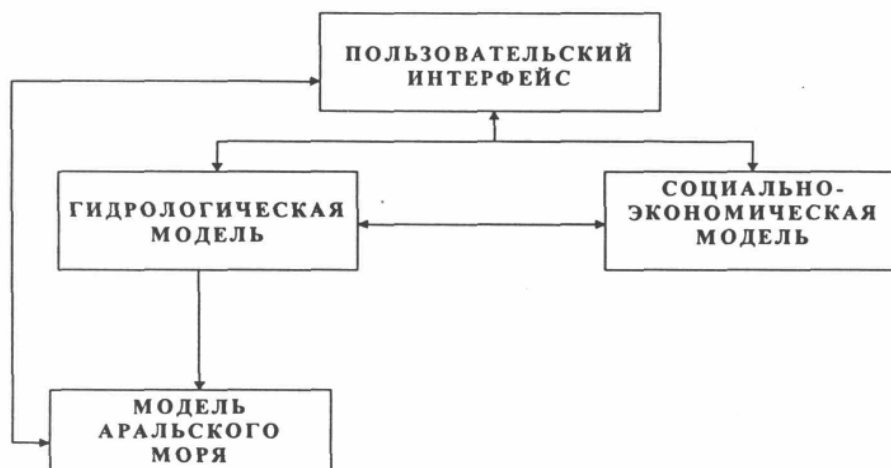 ПОЛЬЗОВАТЕЛЬСКИЙ
ИНТЕРФЕЙС
ГИДРОЛОГИЧЕСКАЯ
МОДЕЛЬ
СОЦИАЛЬНО-
ЭКОНОМИЧЕСКАЯ
МОДЕЛЬ
МОДЕЛЬ
АРАЛЬСКОГО
МОРЯ